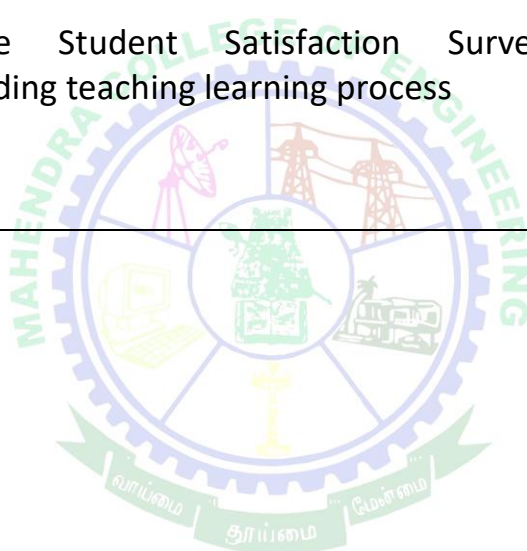 e Student Satisfaction Surve
ding teaching learning process
MAHENDRA COLLEGE OF ENGINEERING
வாய்மை
தூய்மை
மேன்மை